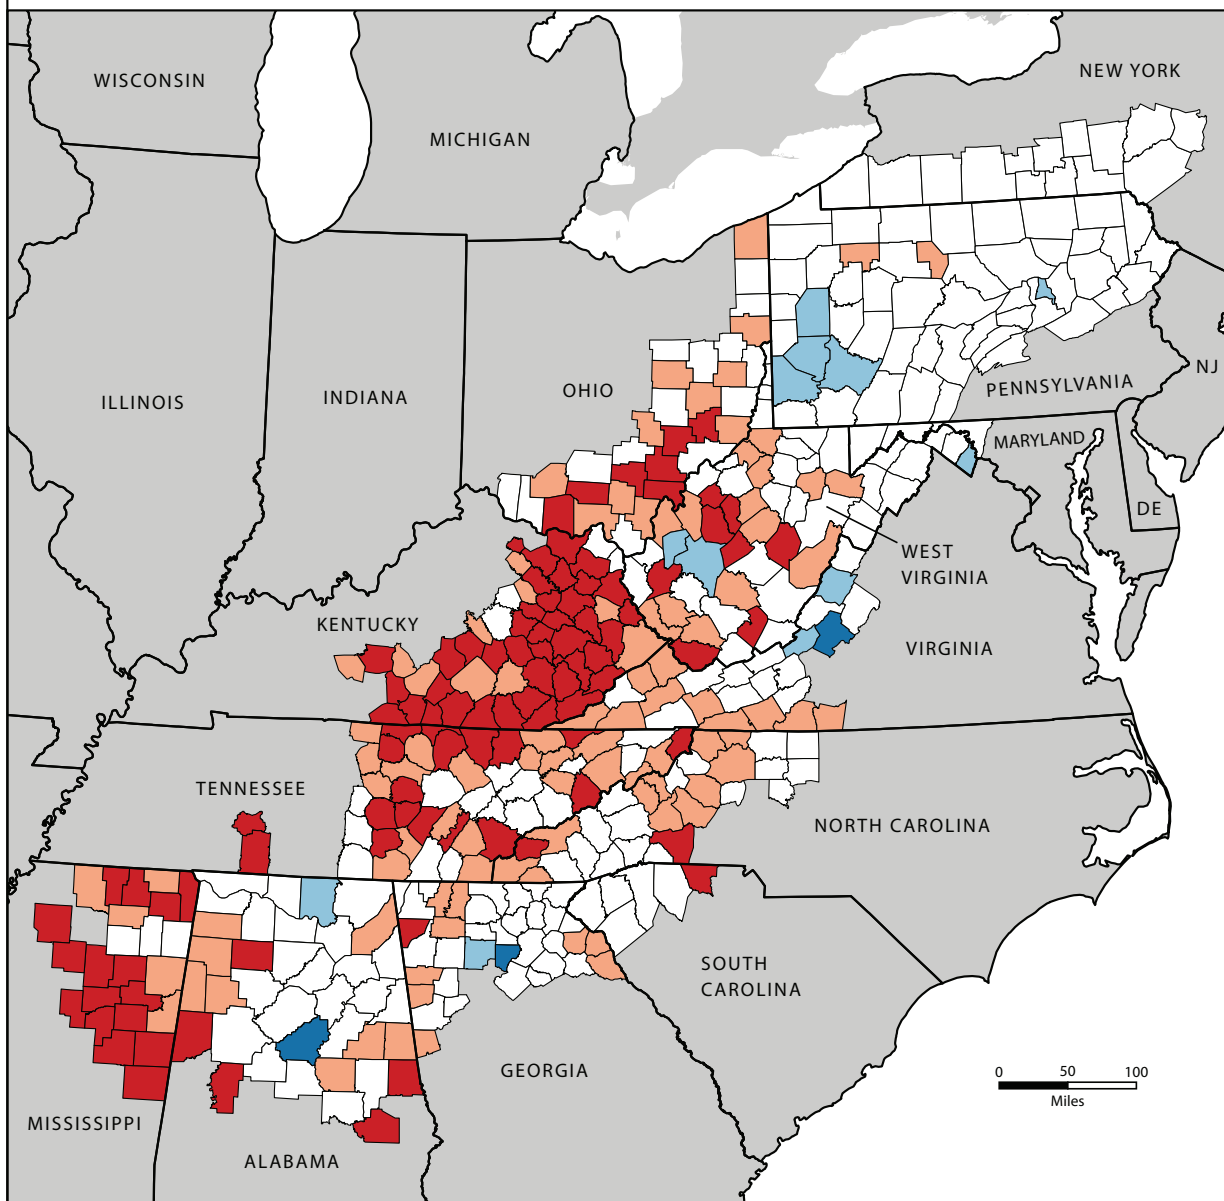 WISCONSIN
NEW YORK
MICHIGAN
ILLINOIS
INDIANA
OHIO
PENNSYLVANIA
NJ
MARYLAND
DE
WEST
VIRGINIA
KENTUCKY
VIRGINIA
TENNESSEE
NORTH CAROLINA
SOUTH
CAROLINA
GEORGIA
0 50 100
Miles
MISSISSIPPI
ALABAMA